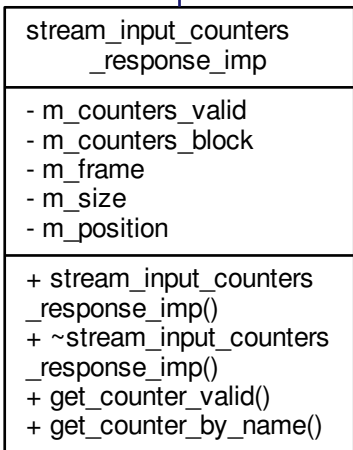 stream_input_counters
_response_imp
- m_counters_valid
- m_counters_block
- m_frame
- m_size
- m_position
+ stream_input_counters
_response_imp()
+ ~stream_input_counters
_response_imp()
+ get_counter_valid()
+ get_counter_by_name()